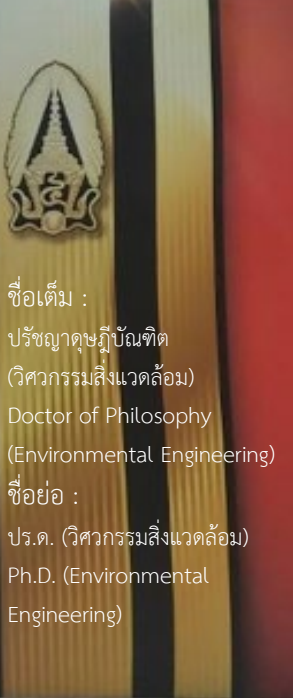 ชื่อเต็ม :
ปรัชญาดุษฎีบัณฑิต
(วิศวกรรมสิ่งแวดล้อม)
Doctor of Philosophy
(Environmental Engineering)
ชื่อย่อ :
ปร.ด. (วิศวกรรมสิ่งแวดล้อม)
Ph.D. (Environmental
Engineering)